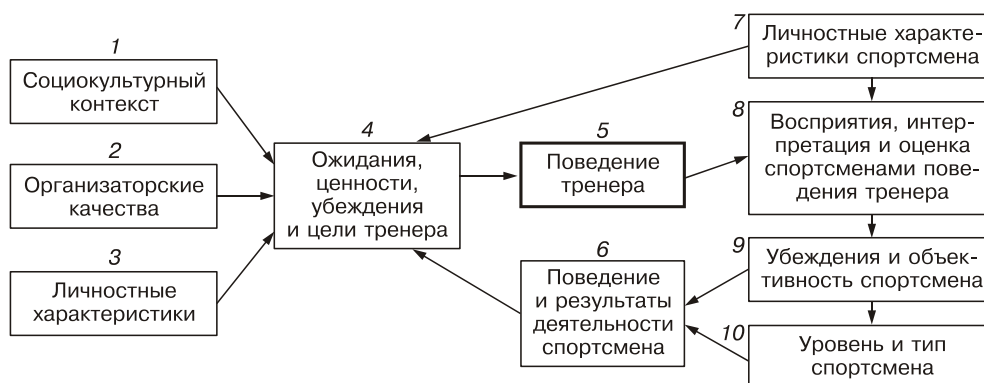 1
Социокультурный
контекст
2
Организаторские
качества
3
Личностные
характеристики
4
Ожидания,
ценности,
убеждения
и цели тренера
5
Поведение
тренера
6
Поведение
и результаты
деятельности
спортсмена
7
Личностные характе-
ристики спортсмена
8
Восприятия, интер-
претация и оценка
спортсменами пове-
дения тренера
9
Убеждения и объек-
тивность спортсмена
10
Уровень и тип
спортсмена